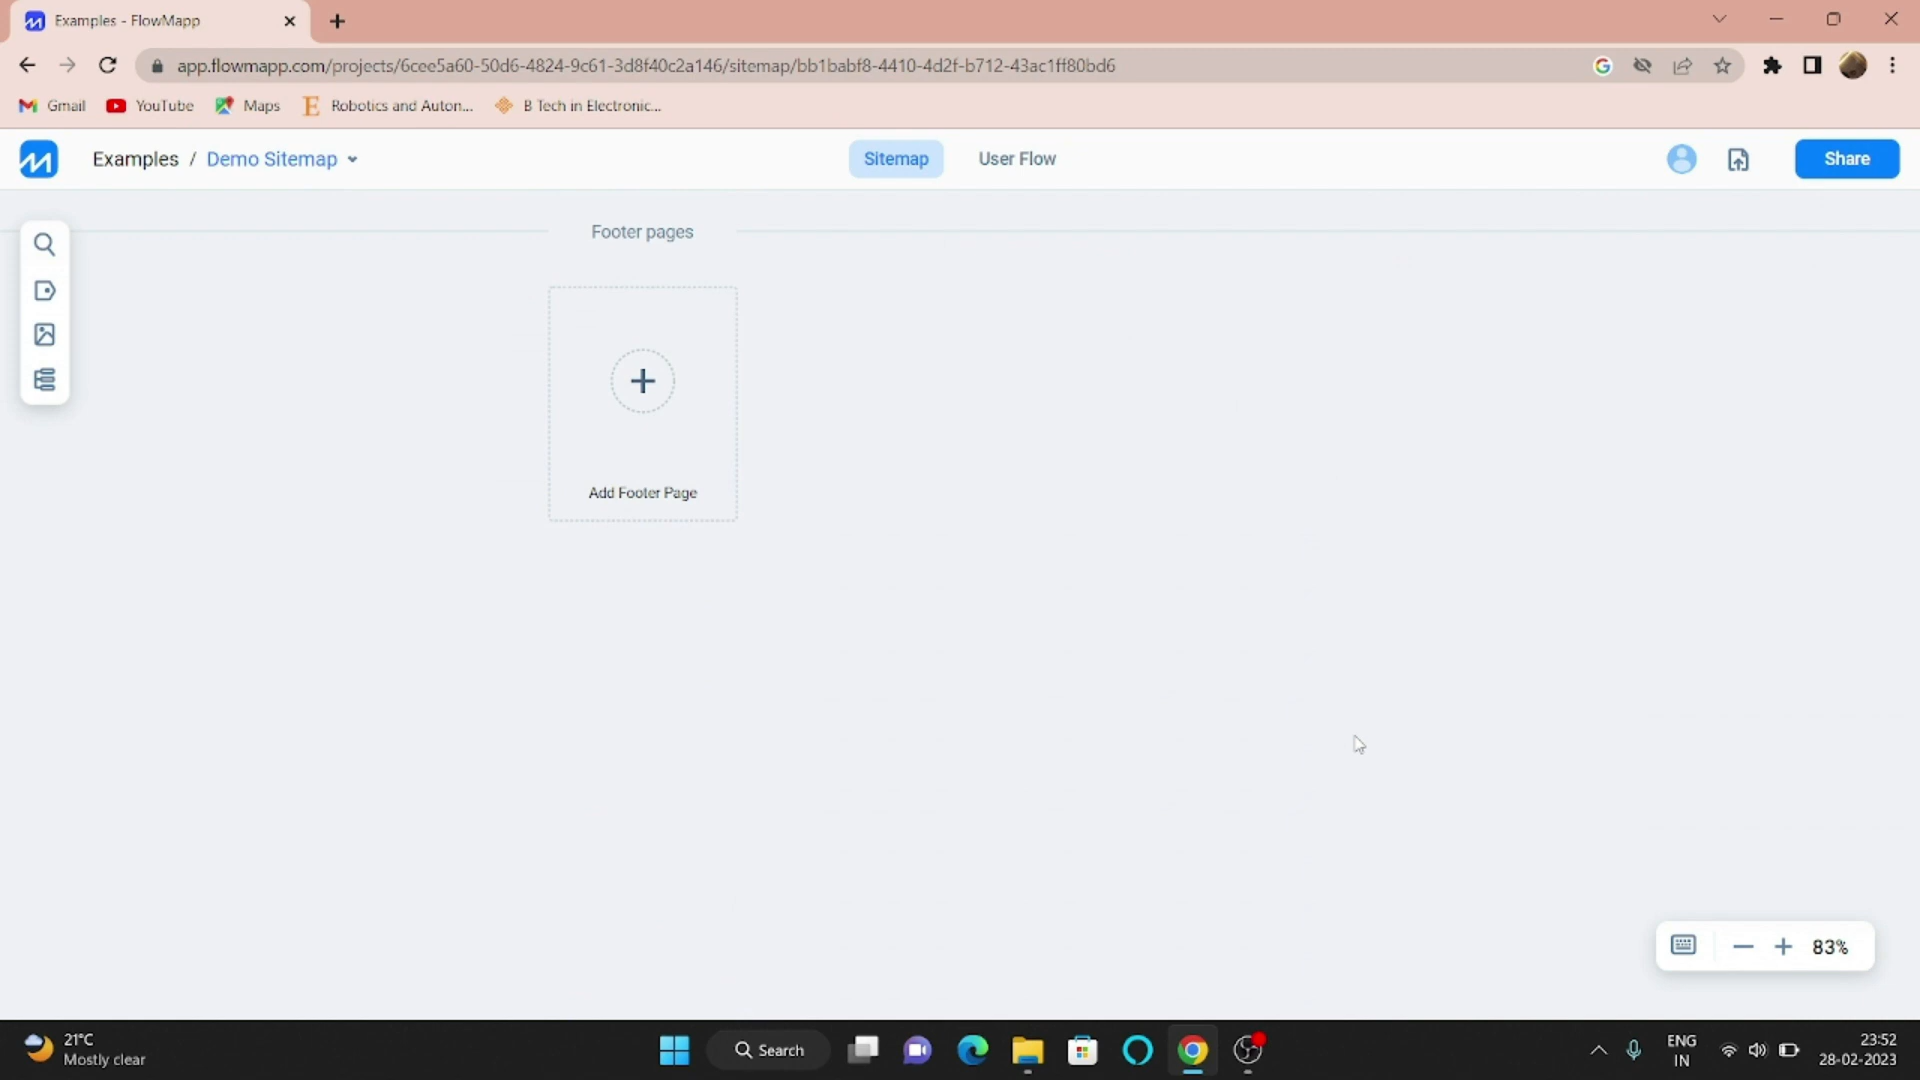 Examples - FlowMapp
app.flowmapp.com/projects/6cee5a60-50d6-4824-9c61-3d8f40c2a146/sitemap/bb1babf8-4410-4d2f-b712-43ac1ff80bd6
Gmail YouTube Maps Robotics and Auton... B Tech in Electronic...
Examples / Demo Sitemap Sitemap User Flow Share
Footer pages
Add Footer Page
83%
21°C
Mostly clear
Search
ENG
IN
23:52
28-02-2023